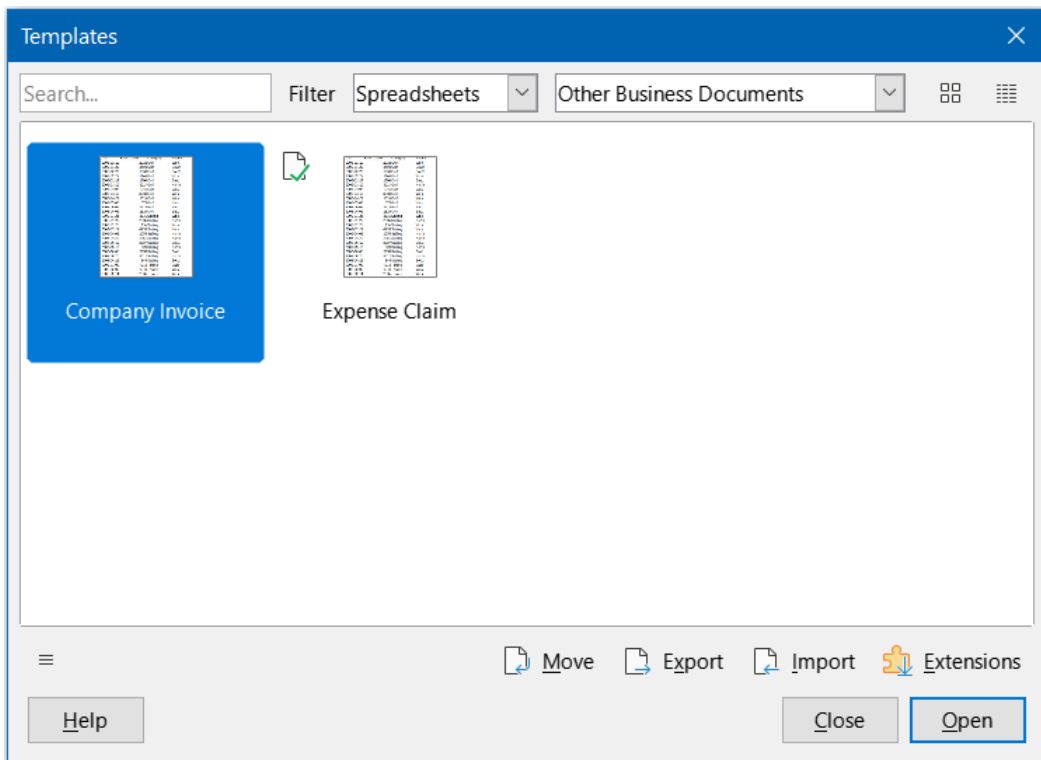 Templates
Search... Filter Spreadsheets Other Business Documents
Company Invoice Expense Claim
Move Export Import Extensions
Help Close Open